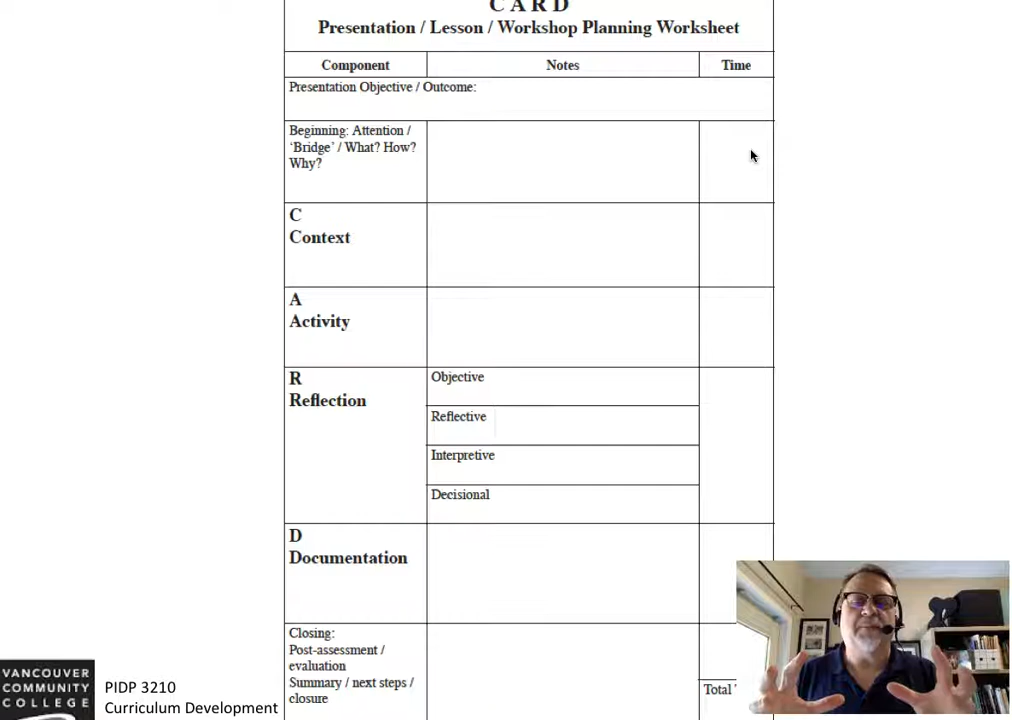 C A R D
Presentation / Lesson / Workshop Planning Worksheet
Component Notes Time
Presentation Objective / Outcome:
Beginning: Attention /
‘Bridge’ / What? How?
Why?
C
Context
A
Activity
R
Reflection
Objective
Reflective
Interpretive
Decisional
D
Documentation
Closing:
Post-assessment /
evaluation
Summary / next steps /
closure
Total
VANCOUVER
COMMUNITY
COLLEGE
PIDP 3210
Curriculum Development